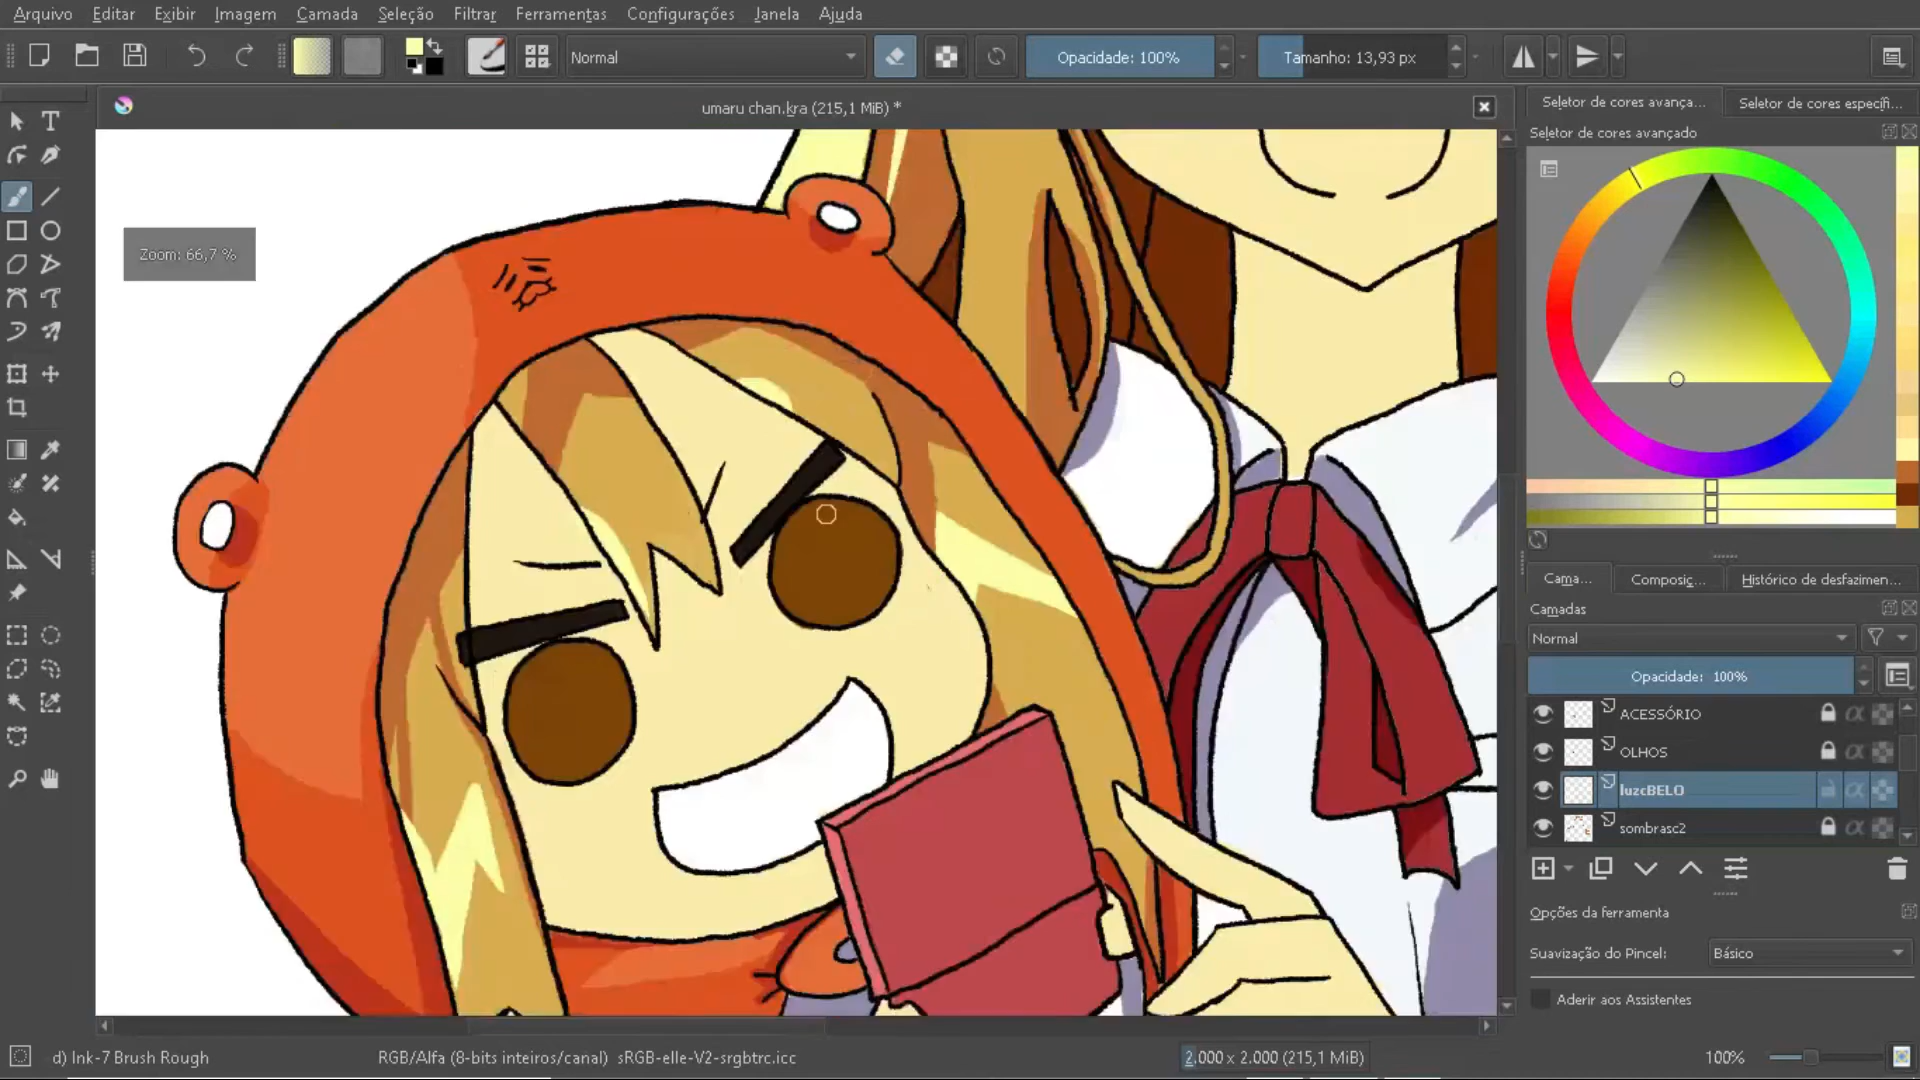 Arquivo Editar Exibir Imagem Camada Seleção Filtrar Ferramentas Configurações Janela Ajuda
Normal Opacidade: 100% Tamanho: 13,93 px
umaru chan.kra (215,1 MiB) *
Seletor de cores avança... Seletor de cores específi...
Seletor de cores avançado
Zoom: 66,7 %
Cama... Composiç... Histórico de desfazimen...
Camadas
Normal
Opacidade: 100%
ACESSÓRIO
OLHOS
luzcBELO
sombrasc2
Opções da ferramenta
Suavização do Pincel: Básico
Aderir aos Assistentes
d) Ink-7 Brush Rough RGB/Alfa (8-bits inteiros/canal) sRGB-elle-V2-srgbtrc.icc 2.000 x 2.000 (215,1 MiB) 100%